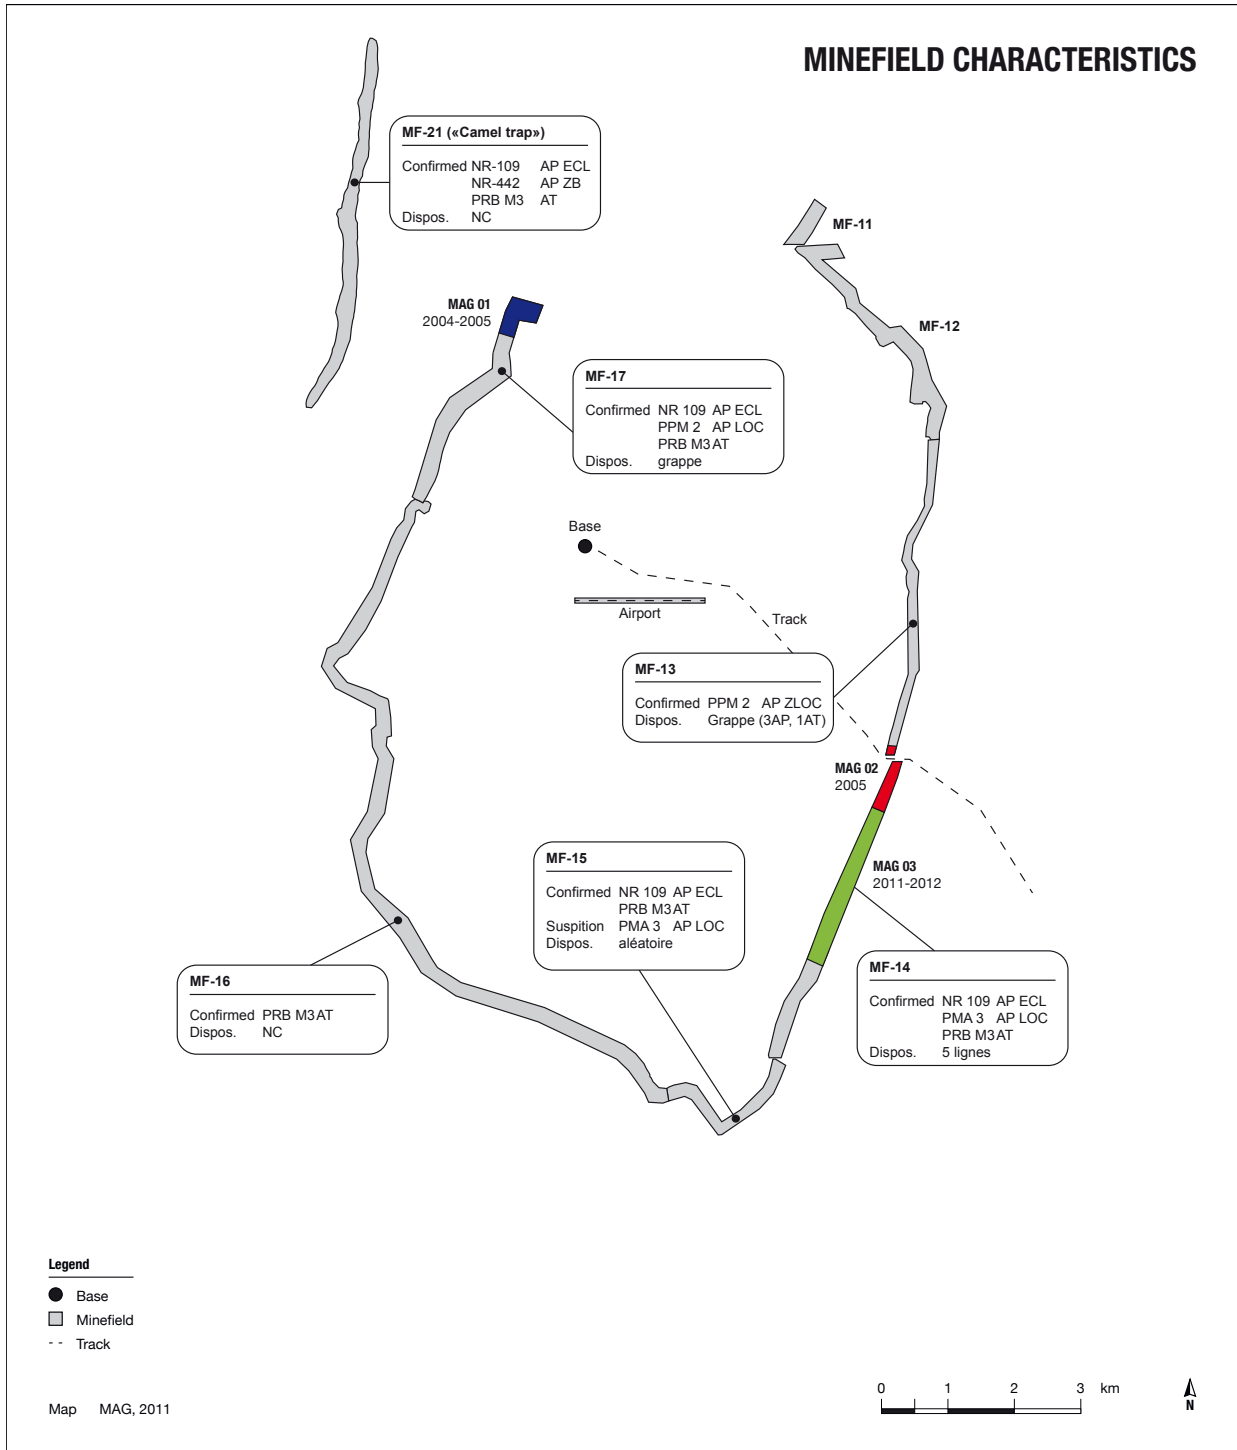 MINEFIELD CHARACTERISTICS
MF-21 («Camel trap»)
Confirmed NR-109 AP ECL
NR-442 AP ZB
PRB M3 AT
Dispos. NC
MF-11
MAG 01
2004-2005
MF-12
MF-17
Confirmed NR 109 AP ECL
PPM 2 AP LOC
PRB M3 AT
Dispos. grappe
Base
Airport
Track
MF-13
Confirmed PPM 2 AP ZLOC
Dispos. Grappe (3AP, 1AT)
MAG 02
2005
MF-15
Confirmed NR 109 AP ECL
PRB M3 AT
Suspition PMA 3 AP LOC
Dispos. aléatoire
MAG 03
2011-2012
MF-14
Confirmed NR 109 AP ECL
PMA 3 AP LOC
PRB M3 AT
Dispos. 5 lignes
MF-16
Confirmed PRB M3 AT
Dispos. NC
Legend
Base
Minefield
Track
Map MAG, 2011
0 1 2 3 km
N